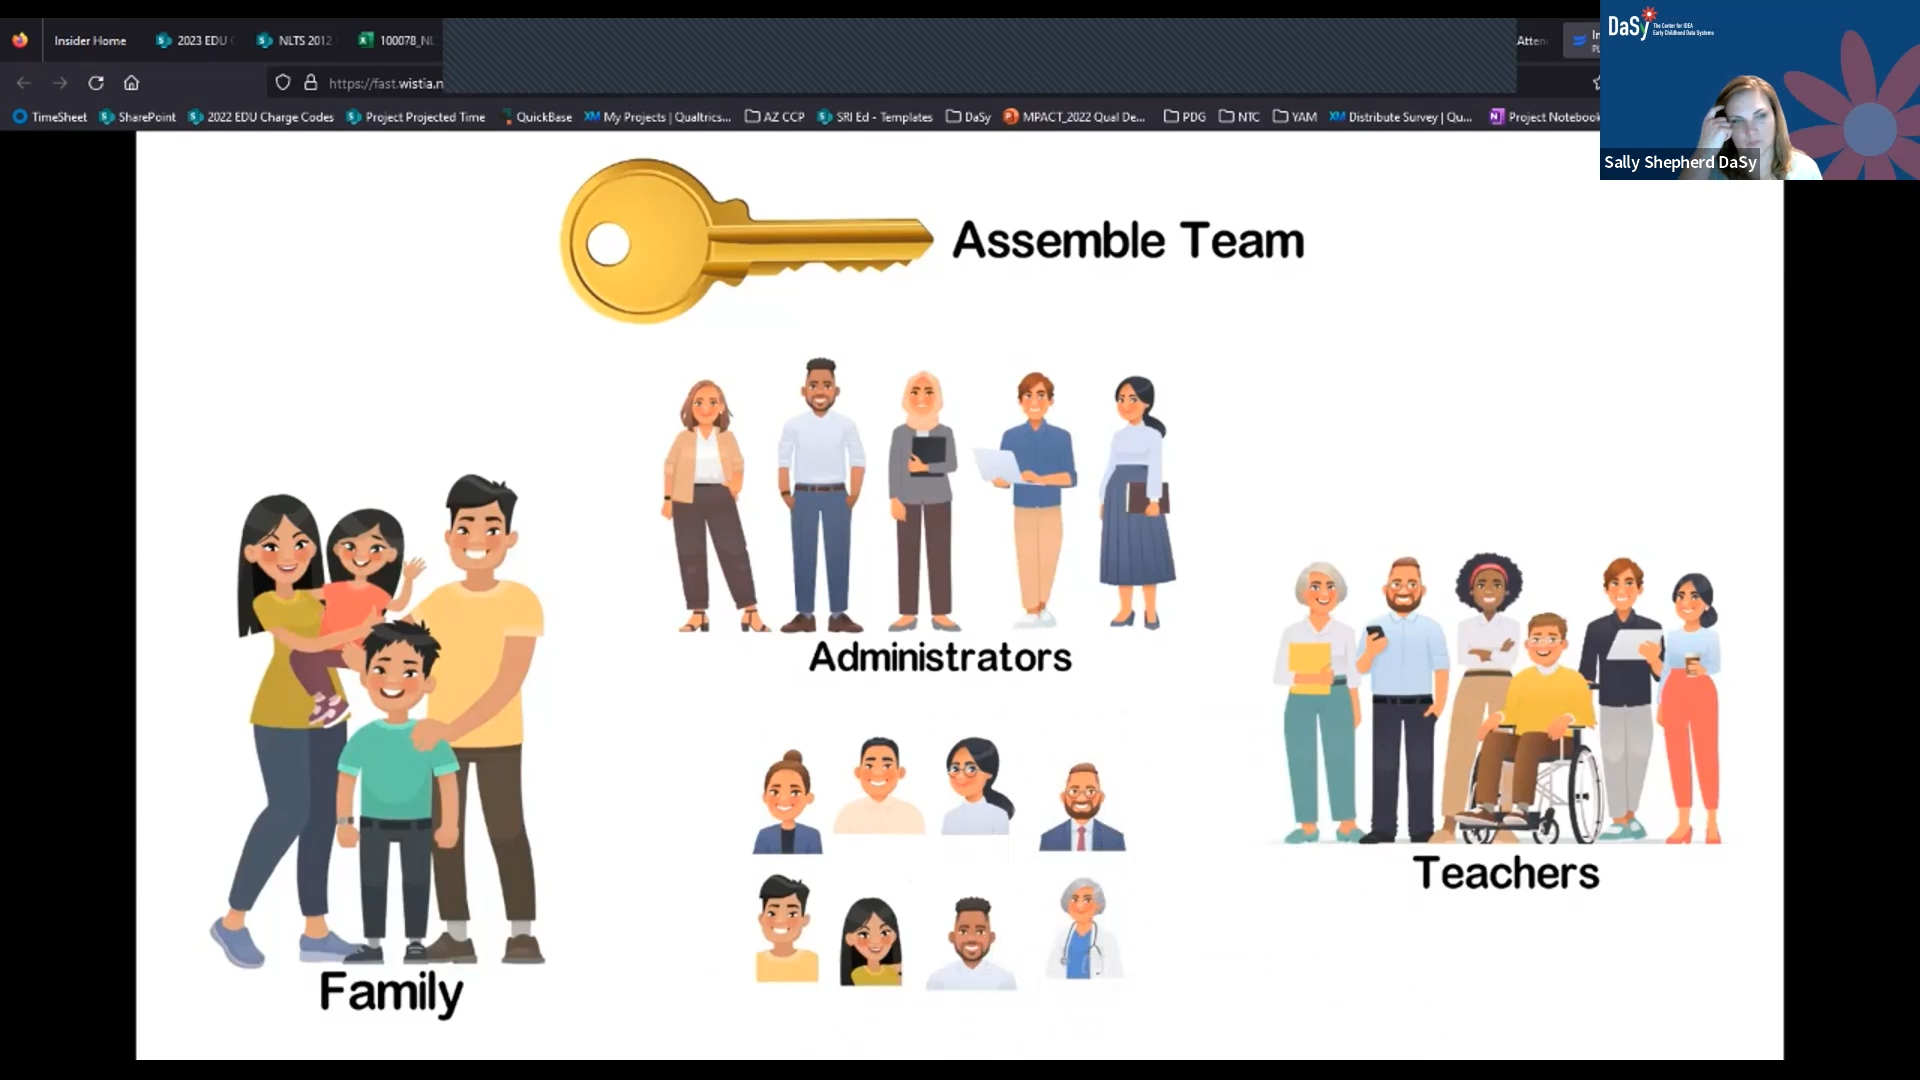 Insider Home
2023 EDU
NLTS 2012
100078_NL
Atten
https://fast.wistia.n
TimeSheet
SharePoint
2022 EDU Charge Codes
Project Projected Time
QuickBase
XM My Projects | Qualtrics...
AZ CCP
SRI Ed - Templates
DaSy
MPACT_2022 Qual De...
PDG
NTC
YAM
XM Distribute Survey | Qu...
Project Notebook
DaSy
The Center for IDEA
Early Childhood Data Systems
Sally Shepherd DaSy
Assemble Team
Administrators
Teachers
Family